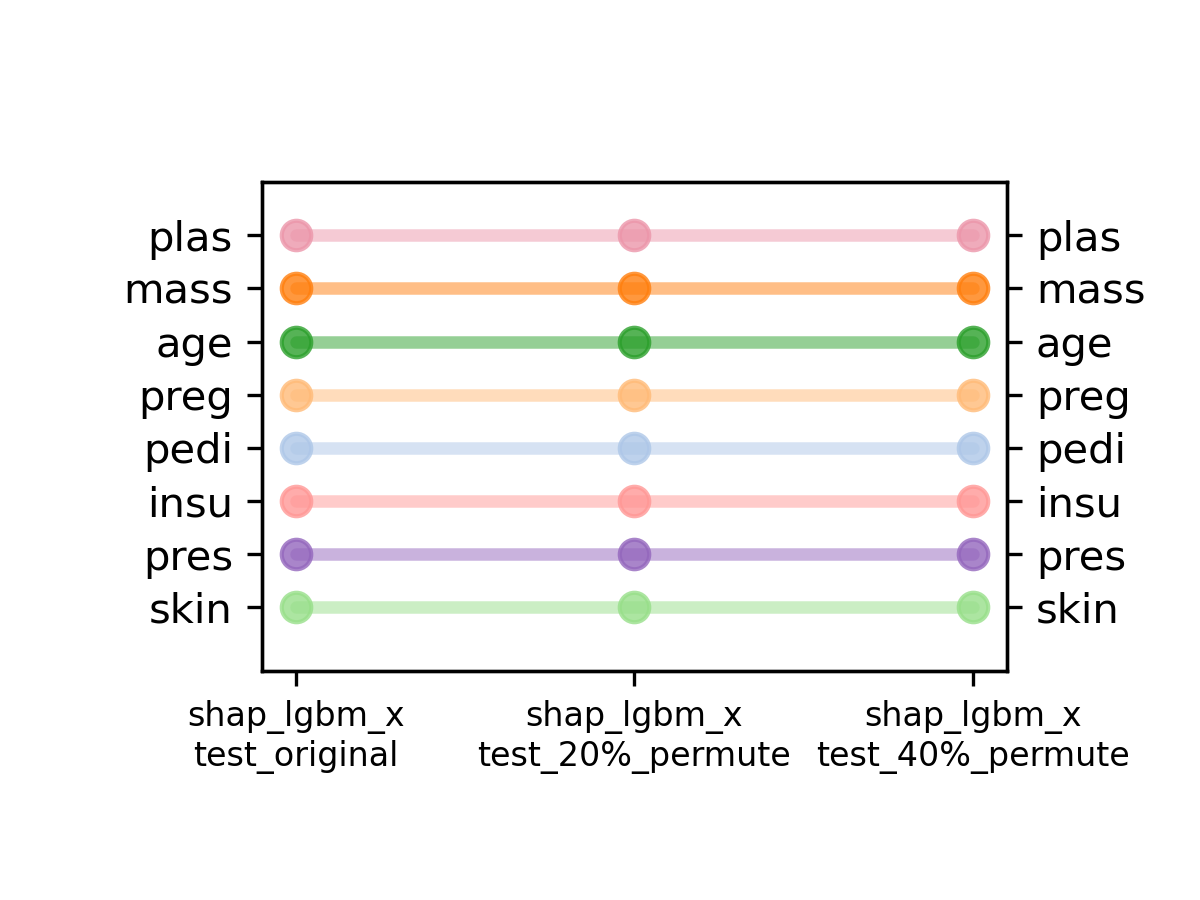 plas plas
mass mass
age age
preg preg
pedi pedi
insu insu
pres pres
skin skin
shap_lgbm_x shap_lgbm_x shap_lgbm_x
test_original test_20%_permute test_40%_permute